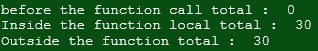 before the function call total :  0
Inside the function local total :  30
Outside the function total :  30